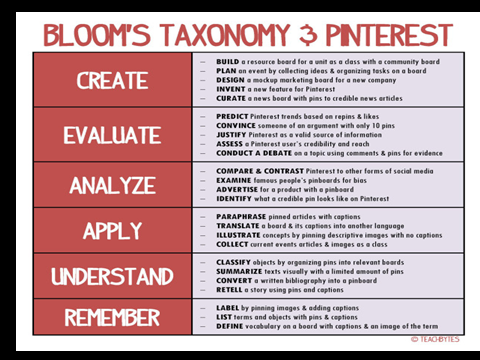 BLOOM'S TAXONOMY & PINTEREST
CREATE
— BUILD a resource board for a unit as a class with a community board
— PLAN an event by collecting ideas & organizing tasks on a board
— DESIGN a mockup marketing board for a new company
— INVENT a new feature for Pinterest
— CURATE a news board with pins to credible news articles
EVALUATE
— PREDICT Pinterest trends based on repins & likes
— CONVINCE someone of an argument with only 10 pins
— JUSTIFY Pinterest as a valid source of information
— ASSESS a Pinterest user's credibility and reach
— CONDUCT A DEBATE on a topic using comments & pins for evidence
ANALYZE
— COMPARE & CONTRAST Pinterest to other forms of social media
— EXAMINE famous people's pinboards for bias
— ADVERTISE for a product with a pinboard
— IDENTIFY what a credible pin looks like on Pinterest
APPLY
— PARAPHRASE pinned articles with captions
— TRANSLATE a board & its captions into another language
— ILLUSTRATE concepts by pinning descriptive images with no captions
— COLLECT current events articles & images as a class
UNDERSTAND
— CLASSIFY objects by organizing pins into relevant boards
— SUMMARIZE texts visually with a limited amount of pins
— CONVERT a written bibliography into a pinboard
— RETELL a story using pins and captions
REMEMBER
— LABEL by pinning images & adding captions
— LIST terms and objects with pins & captions
— DEFINE vocabulary on a board with captions & an image of the term
© TEACHBYTES